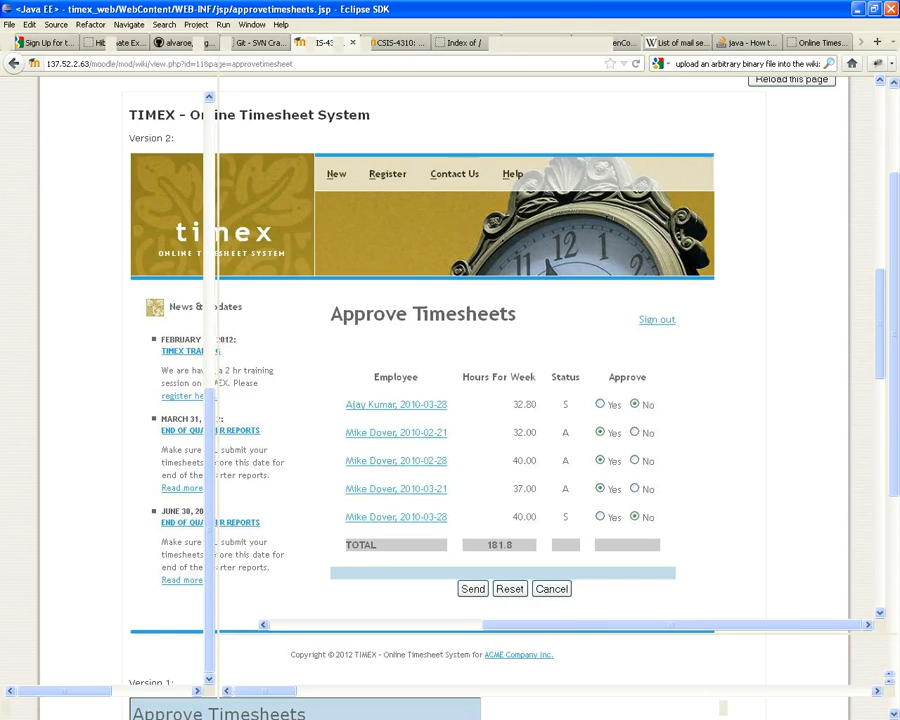 <Java EE> - timex_web/WebContent/WEB-INF/jsp/approvetimesheets.jsp - Eclipse SDK
File Edit Source Refactor Navigate Search Project Run Window Help
Sign Up for t... Hib te Ex... alvaroe, g... Git - SVN Cra... IS-43 CSIS-4310: ... Index of / enCo... List of mail se... java - How t... Online Times...
137.52.2.63/moodle/mod/wiki/view.php?id=11&page=approvetimesheets upload an arbitrary binary file into the wiki:
Reload this page
TIMEX - Online Timesheet System
Version 2:
New Register Contact Us Help
timex
ONLINE TIMESHEET SYSTEM
News & Updates
Approve Timesheets
Sign out
FEBRUARY 2012:
TIMEX TRA
We are hav a 2 hr training
session on EX. Please
register he
MARCH 31,
END OF QUARTER REPORTS
Make sure submit your
timesheets ore this date for
end of the rter reports.
Read more
JUNE 30, 20
END OF QUARTER REPORTS
Make sure submit your
timesheets ore this date for
end of the rter reports.
Read more
Employee Hours For Week Status Approve
Ajay Kumar, 2010-03-28 32.80 S Yes No
Mike Dover, 2010-02-21 32.00 A Yes No
Mike Dover, 2010-02-28 40.00 A Yes No
Mike Dover, 2010-03-21 37.00 A Yes No
Mike Dover, 2010-03-28 40.00 S Yes No
TOTAL 181.8
Send Reset Cancel
Copyright © 2012 TIMEX - Online Timesheet System for ACME Company Inc.
Version 1:
Approve Timesheets